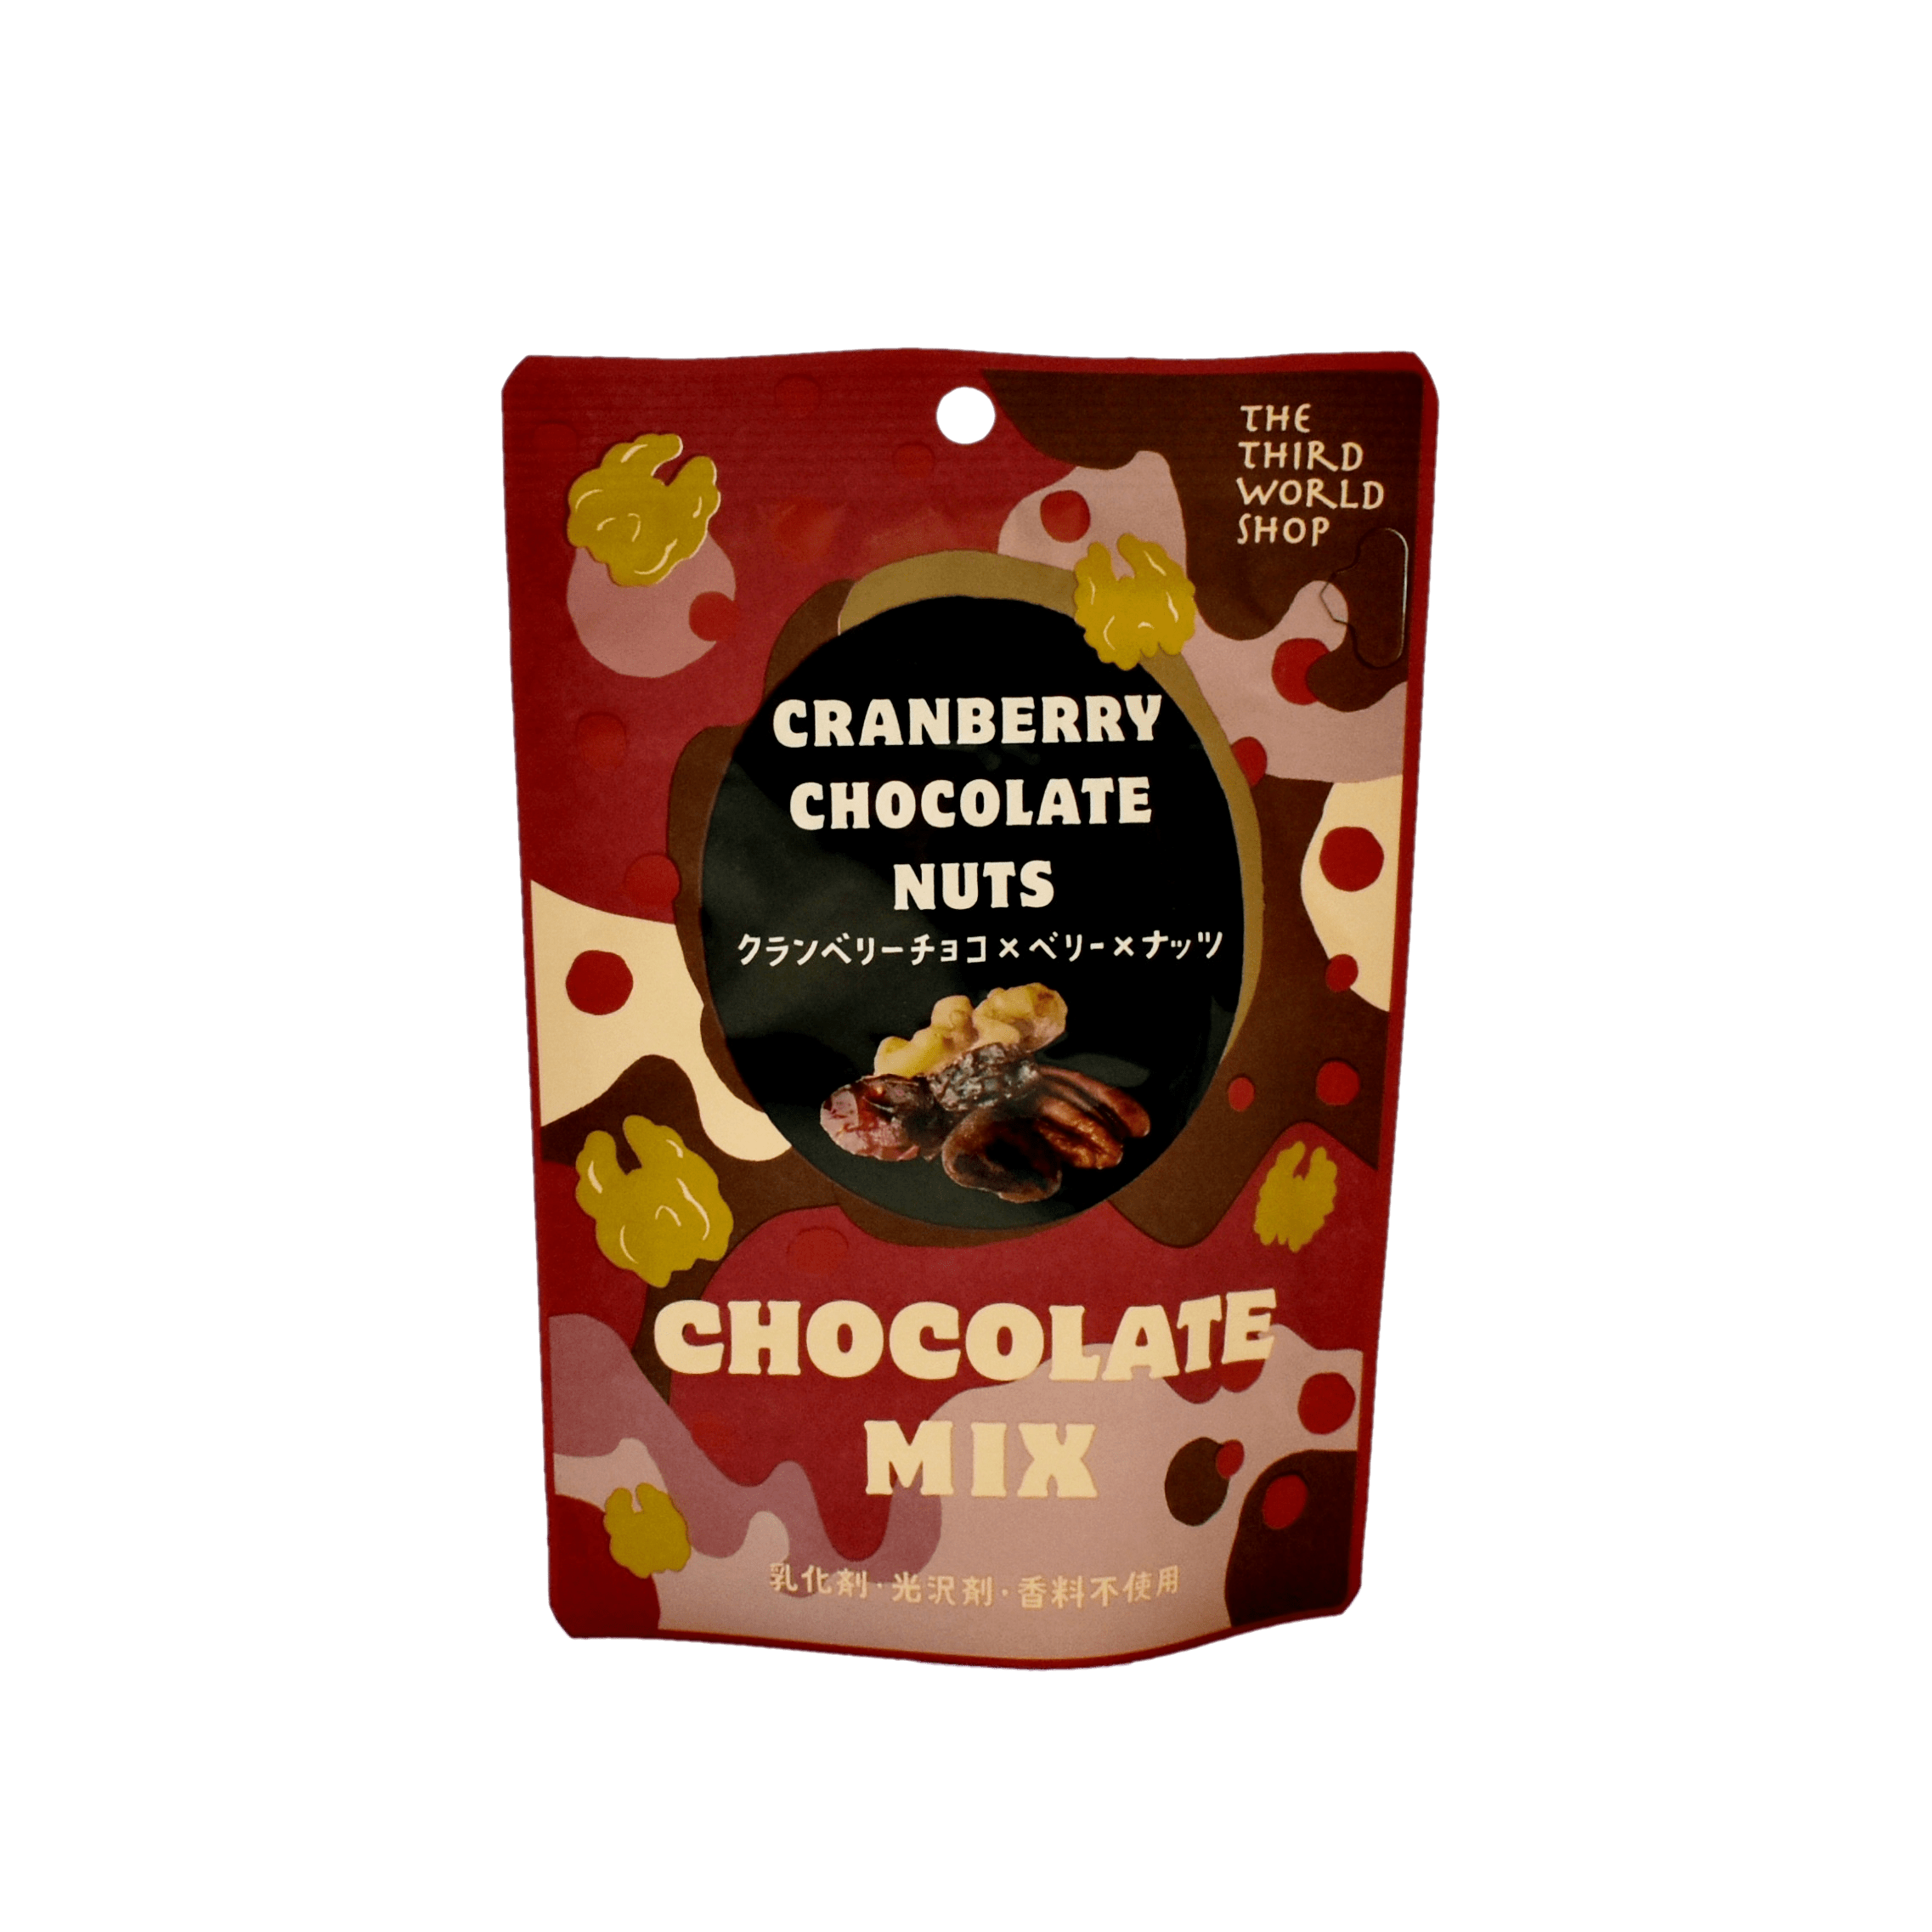 THE
THIRD
WORLD
SHOP
CRANBERRY
CHOCOLATE
NUTS
クランベリーチョコ×ベリー×ナッツ
CHOCOLATE
MIX
乳化剤・光沢剤・香料不使用